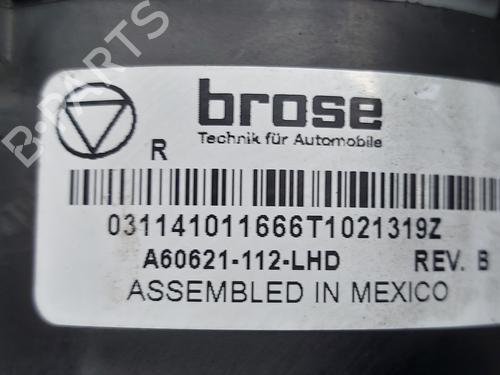 B-PARTS
brose
Technik für Automobile
R
031141011666T1021319Z
A60621-112-LHD REV. B
ASSEMBLED IN MEXICO